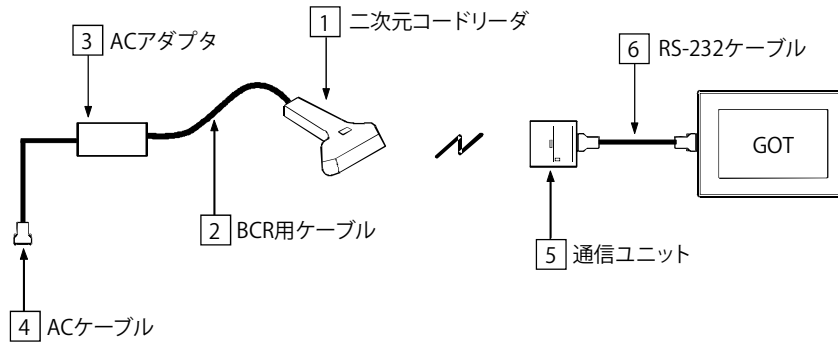 1 二次元コードリーダ
3 ACアダプタ
6 RS-232ケーブル
GOT
2 BCR用ケーブル
5 通信ユニット
4 ACケーブル